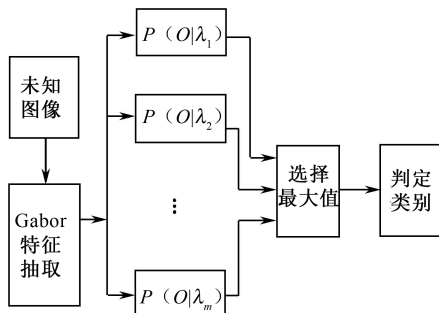 P（O|λ1）
未知
图像
P（O|λ2）
选择
最大值
判定
类别
Gabor
特征
抽取
⋮
P（O|λm）